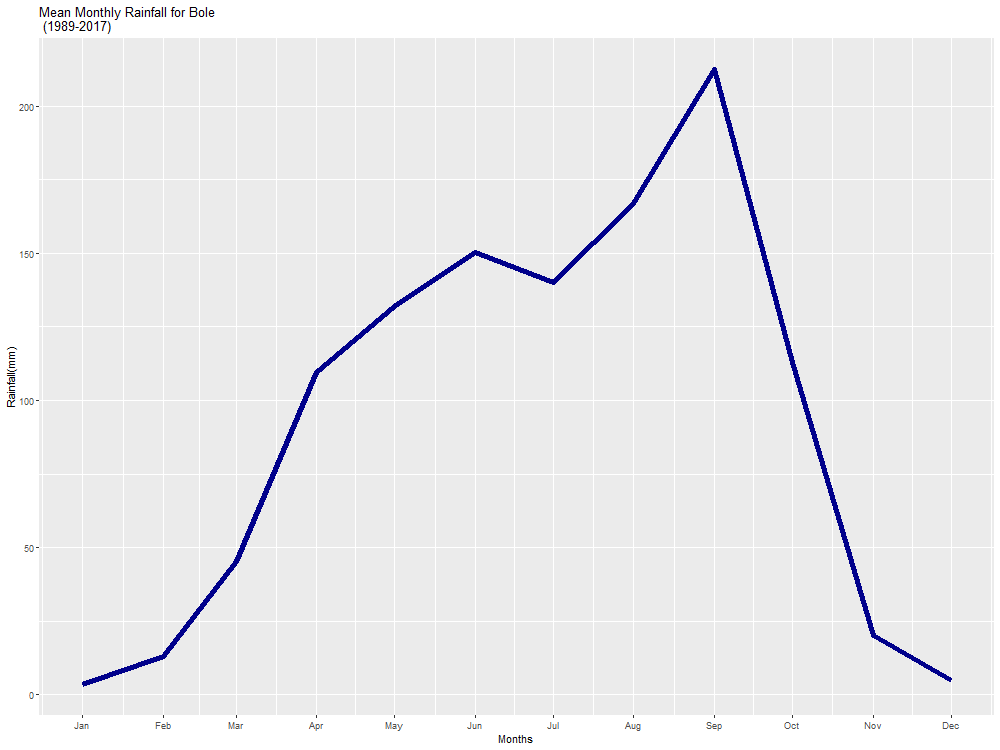 Mean Monthly Rainfall for Bole
(1989-2017)
Rainfall(mm)
200
150
100
50
0
Jan Feb Mar Apr May Jun Jul Aug Sep Oct Nov Dec
Months